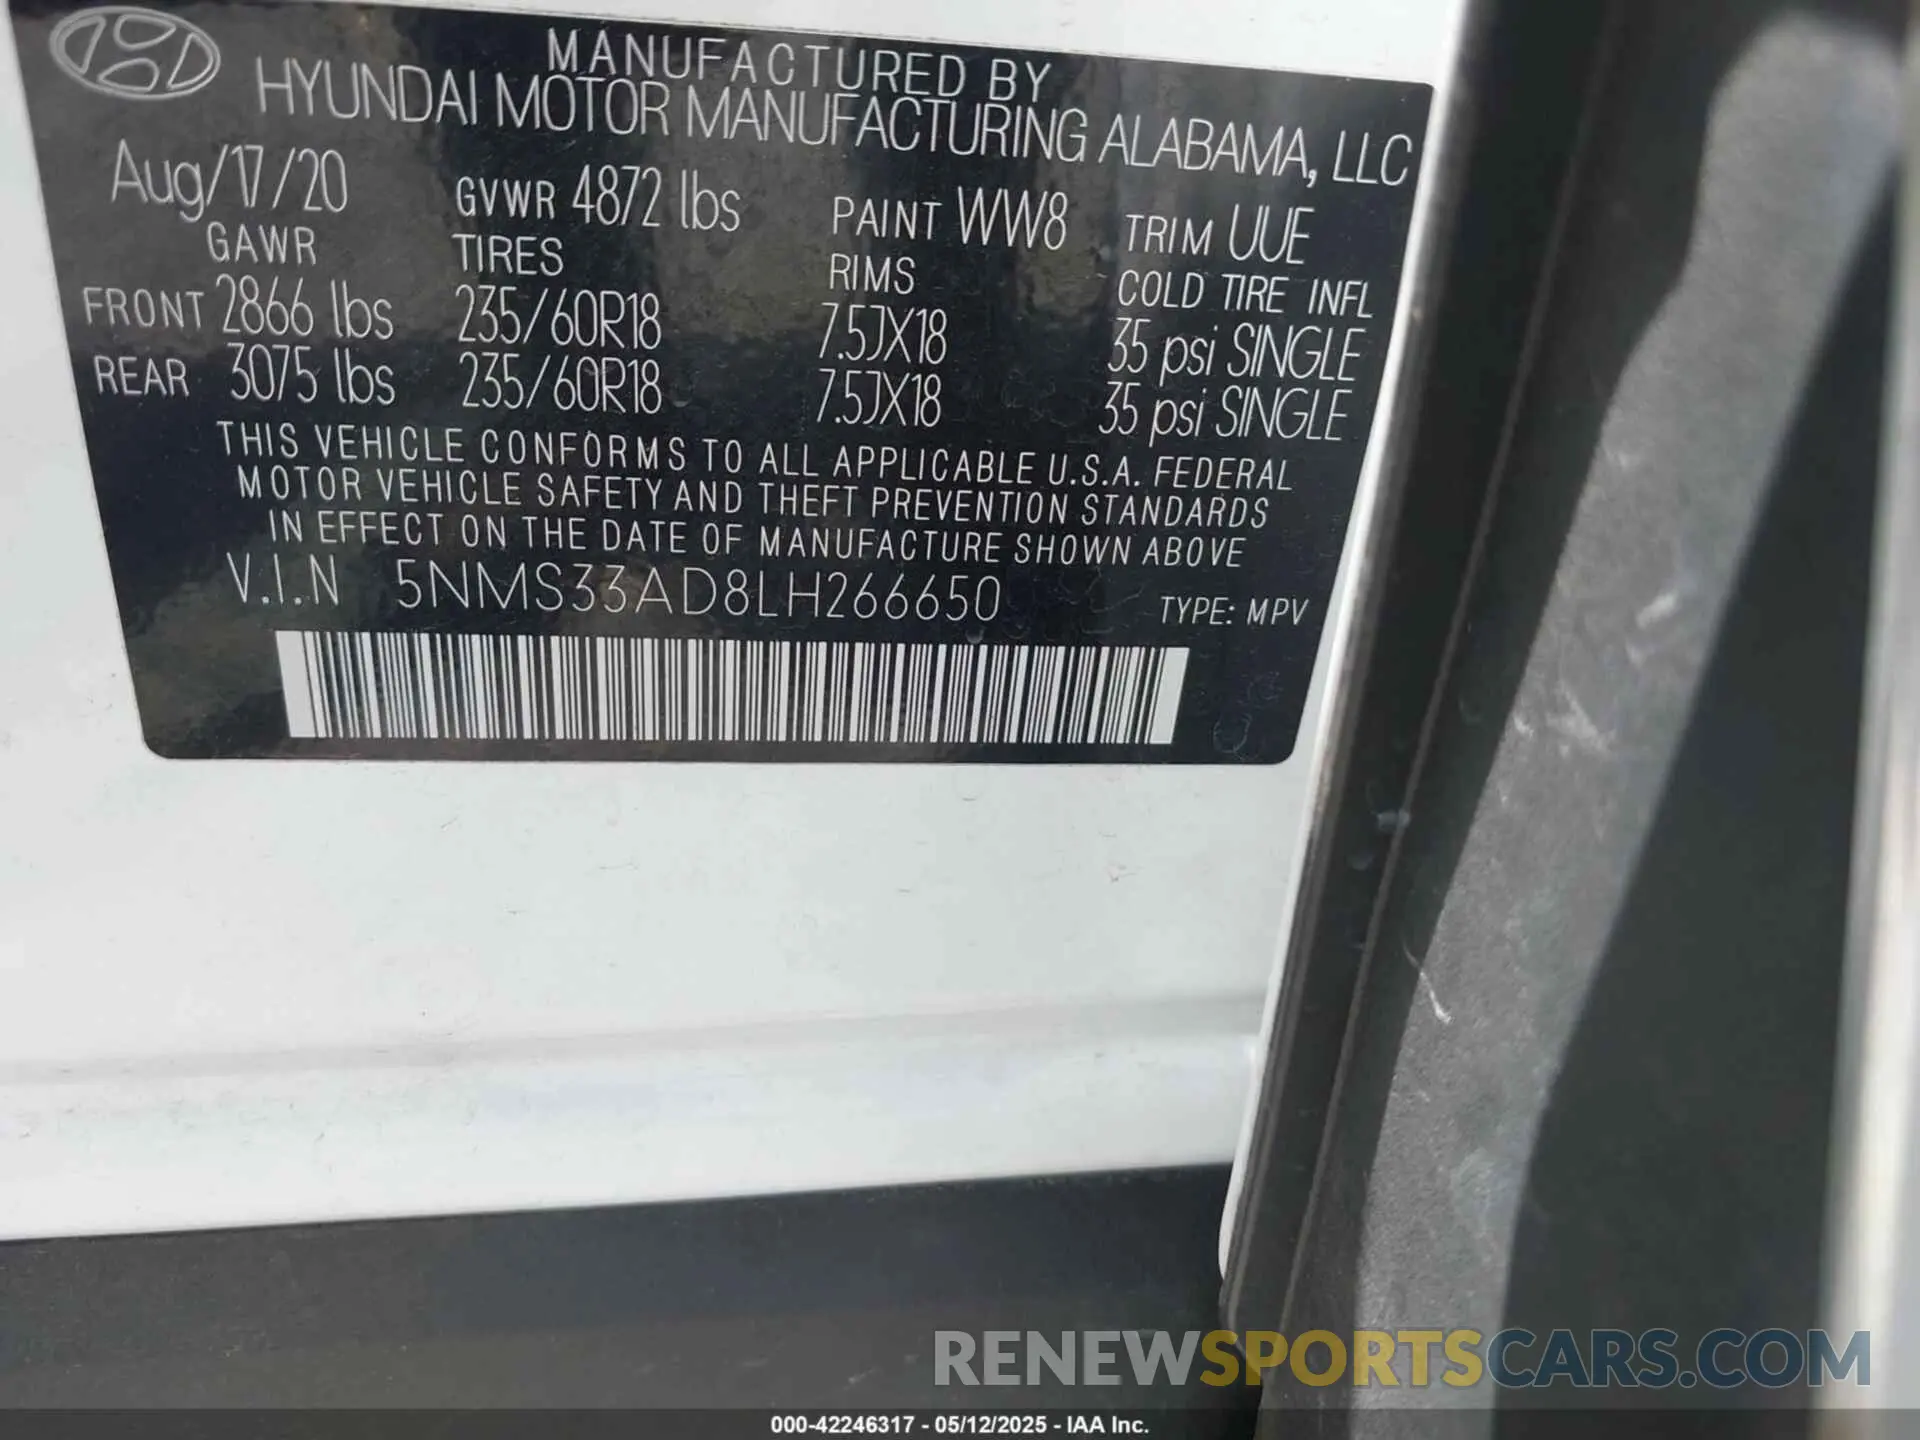 MANUFACTURED BY
HYUNDAI MOTOR MANUFACTURING ALABAMA, LLC
Aug/17/20 GVWR 4872 lbs PAINT WW8 TRIM UUE
GAWR TIRES RIMS COLD TIRE INFL
FRONT 2866 lbs 235/60R18 7.5JX18 35 psi SINGLE
REAR 3075 lbs 235/60R18 7.5JX18 35 psi SINGLE
THIS VEHICLE CONFORMS TO ALL APPLICABLE U.S.A. FEDERAL
MOTOR VEHICLE SAFETY AND THEFT PREVENTION STANDARDS
IN EFFECT ON THE DATE OF MANUFACTURE SHOWN ABOVE
V.I.N 5NMS33AD8LH266650 TYPE: MPV
RENEWSPORTSCARS.COM
000-42246317 - 05/12/2025 - IAA Inc.